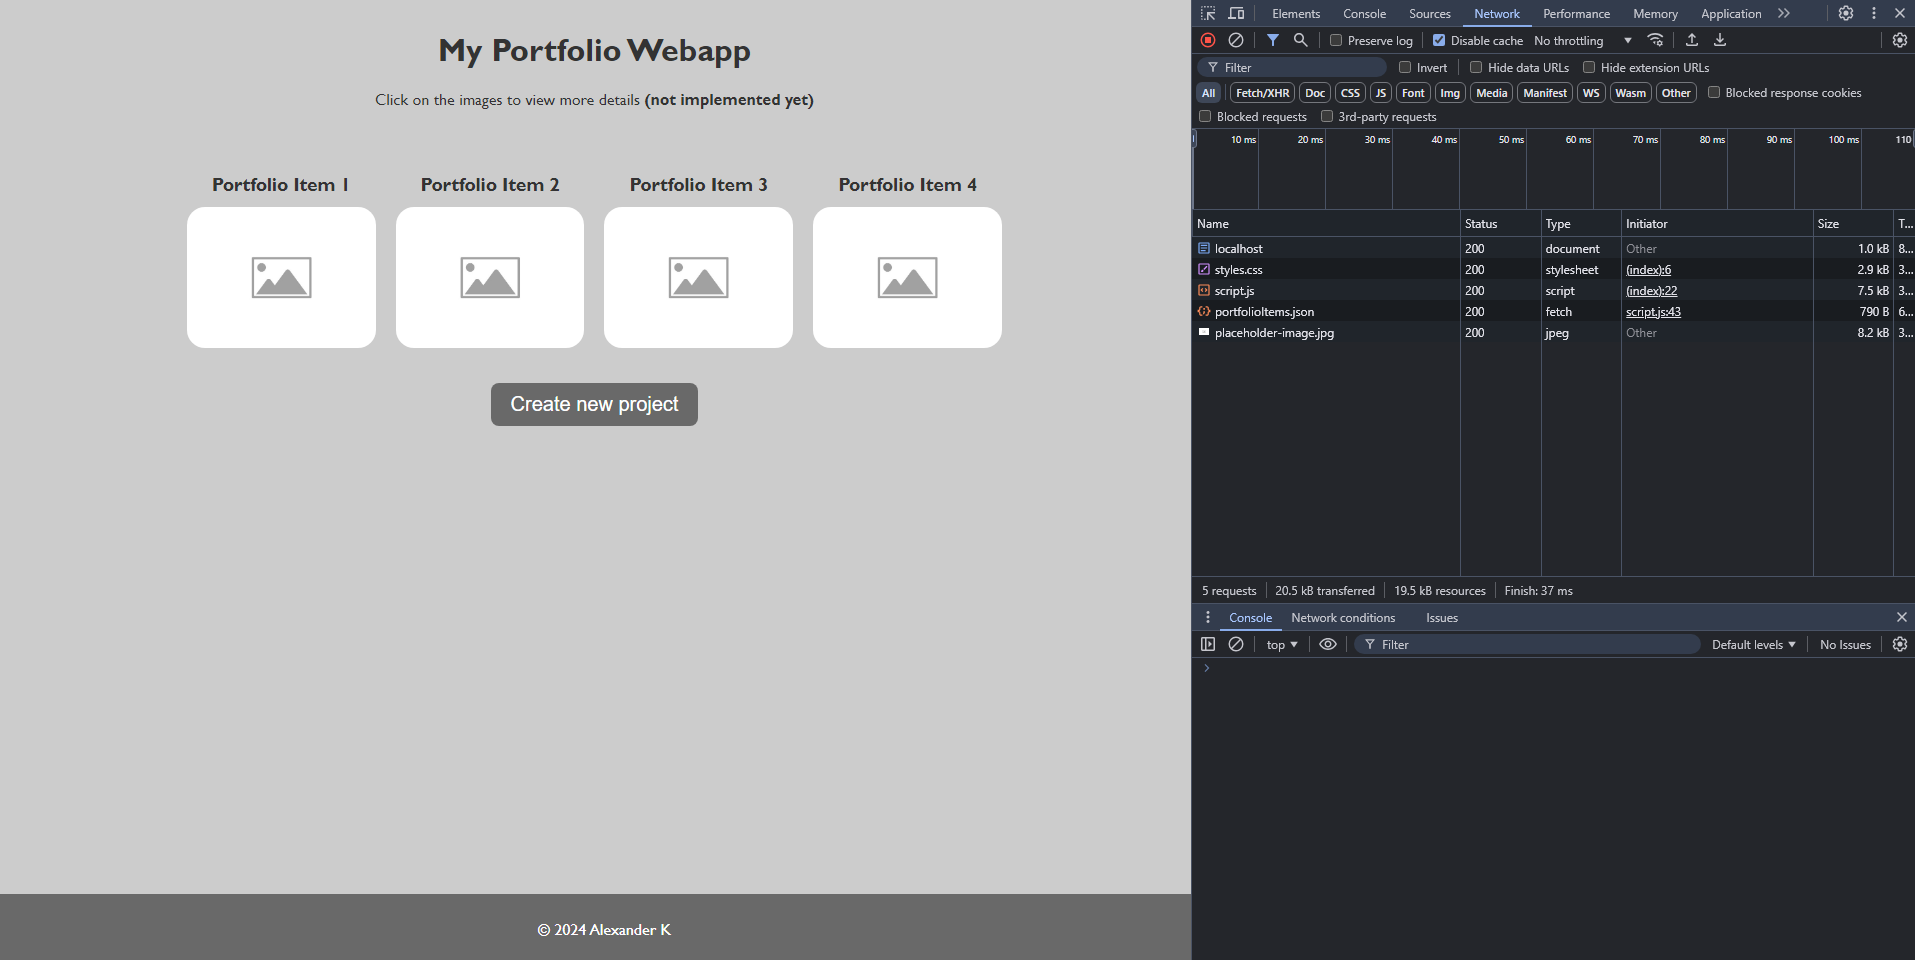 My Portfolio Webapp
Click on the images to view more details (not implemented yet)
Portfolio Item 1
Portfolio Item 2
Portfolio Item 3
Portfolio Item 4
Create new project
© 2024 Alexander K
Elements Console Sources Network Performance Memory Application
Preserve log Disable cache No throttling
Filter Invert Hide data URLs Hide extension URLs
All Fetch/XHR Doc CSS JS Font Img Media Manifest WS Wasm Other Blocked response cookies
Blocked requests 3rd-party requests
10 ms 20 ms 30 ms 40 ms 50 ms 60 ms 70 ms 80 ms 90 ms 100 ms 110
Name Status Type Initiator Size T...
localhost 200 document Other 1.0 kB 8...
styles.css 200 stylesheet (index):6 2.9 kB 3...
script.js 200 script (index):22 7.5 kB 3...
portfolioItems.json 200 fetch script.js:43 790 B 6...
placeholder-image.jpg 200 jpeg Other 8.2 kB 3...
5 requests 20.5 kB transferred 19.5 kB resources Finish: 37 ms
Console Network conditions Issues
top Filter Default levels No Issues